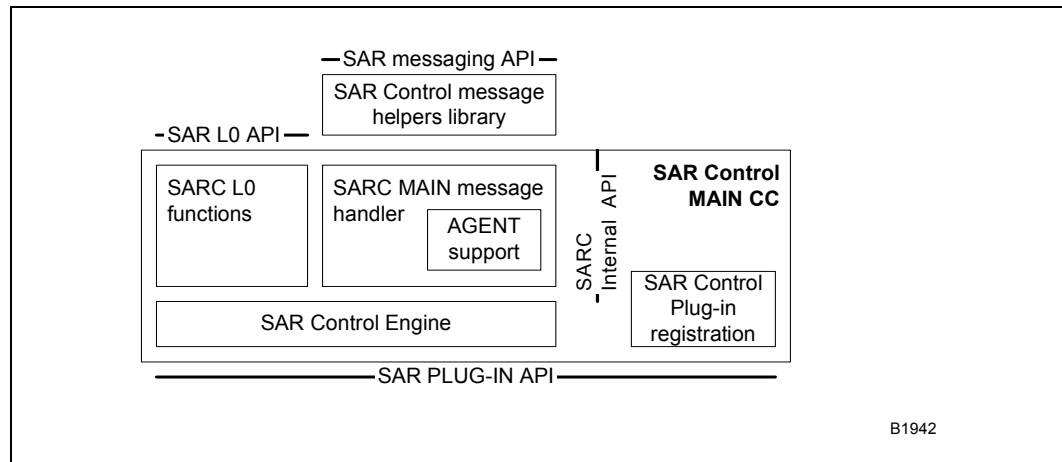 SAR messaging API
SAR Control message
helpers library
SAR L0 API
SARC L0
functions
SARC MAIN message
handler
AGENT
support
SARC
Internal API
SAR Control
MAIN CC
SAR Control
Plug-in
registration
SAR Control Engine
SAR PLUG-IN API
B1942